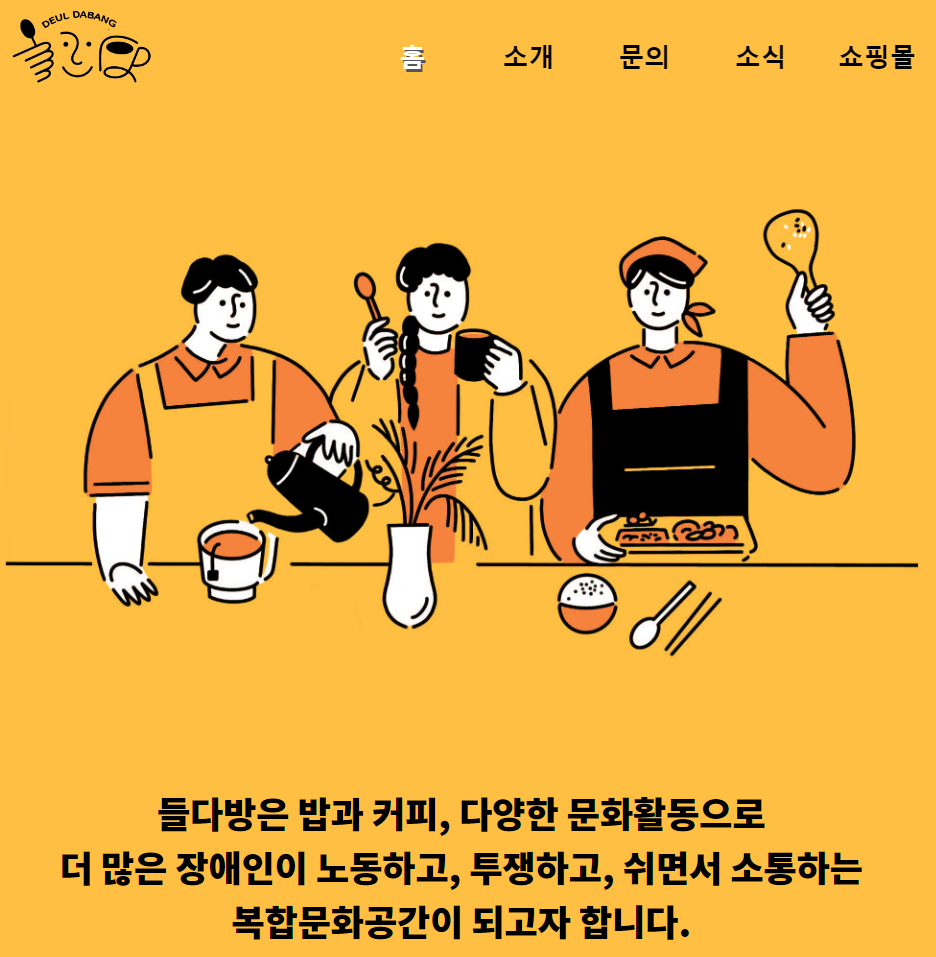 DEUL DABANG
홈
소개
문의
소식
쇼핑몰
들다방은 밥과 커피, 다양한 문화활동으로
더 많은 장애인이 노동하고, 투쟁하고, 쉬면서 소통하는
복합문화공간이 되고자 합니다.